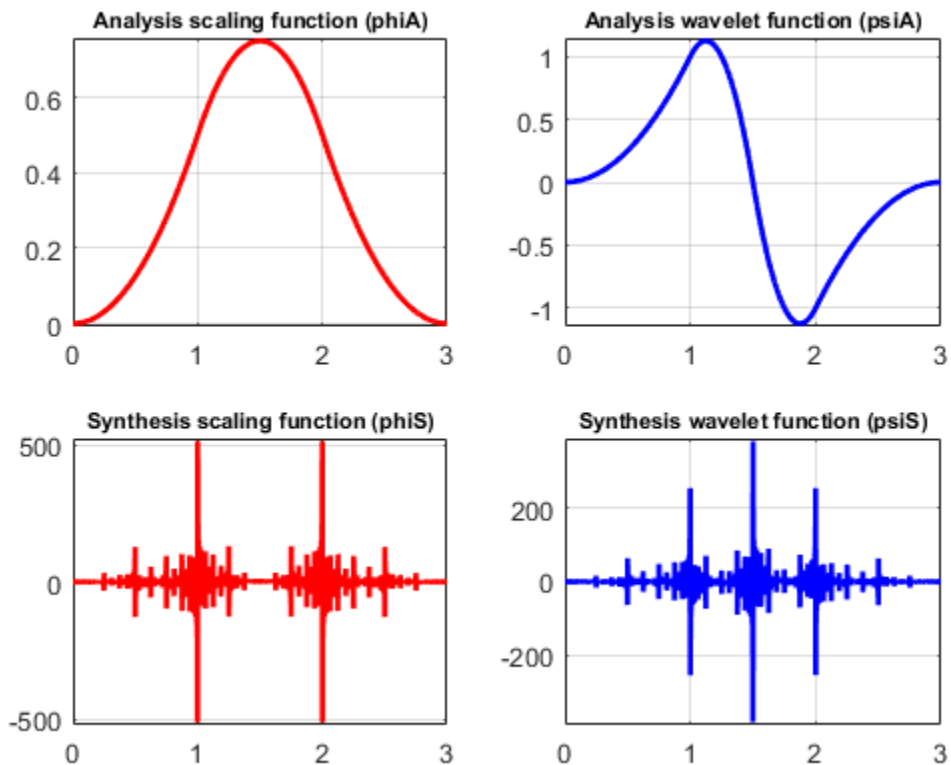 Analysis scaling function (phiA)
0.6
0.4
0.2
0
0 1 2 3
Analysis wavelet function (psiA)
1
0.5
0
-0.5
-1
0 1 2 3
Synthesis scaling function (phiS)
500
0
-500
0 1 2 3
Synthesis wavelet function (psiS)
200
0
-200
0 1 2 3